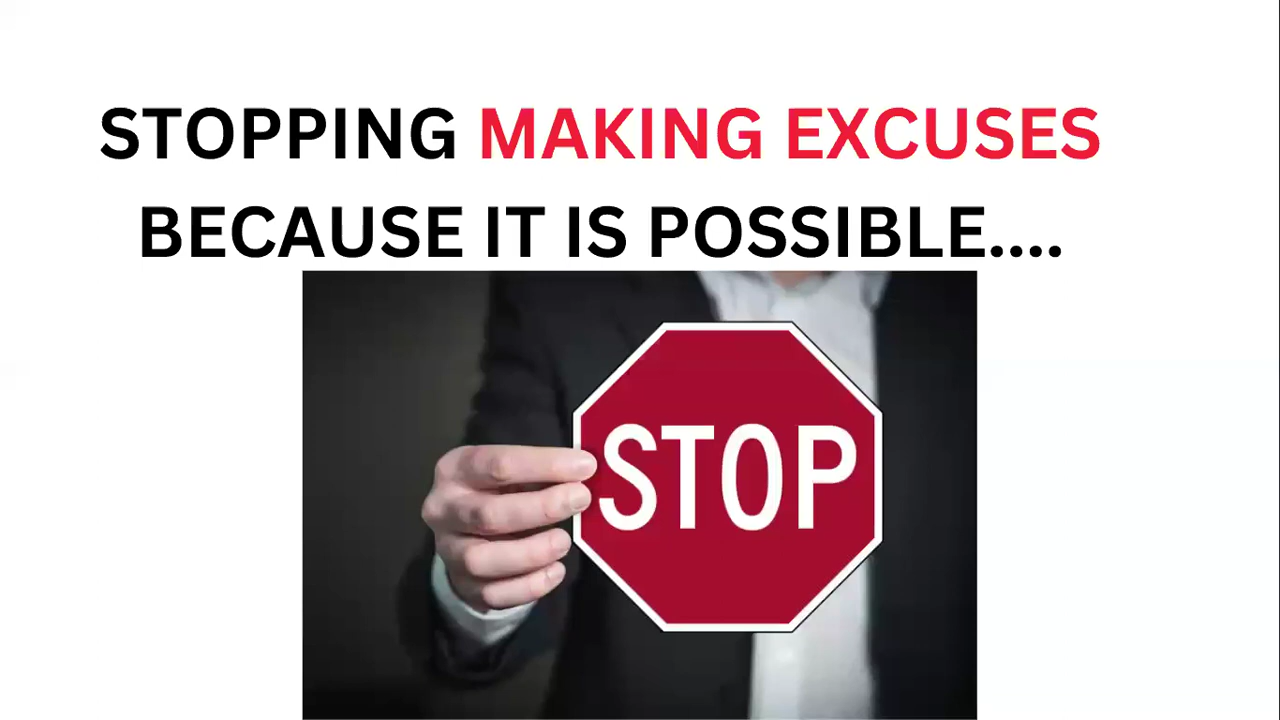 STOPPING MAKING EXCUSES
BECAUSE IT IS POSSIBLE....
STOP